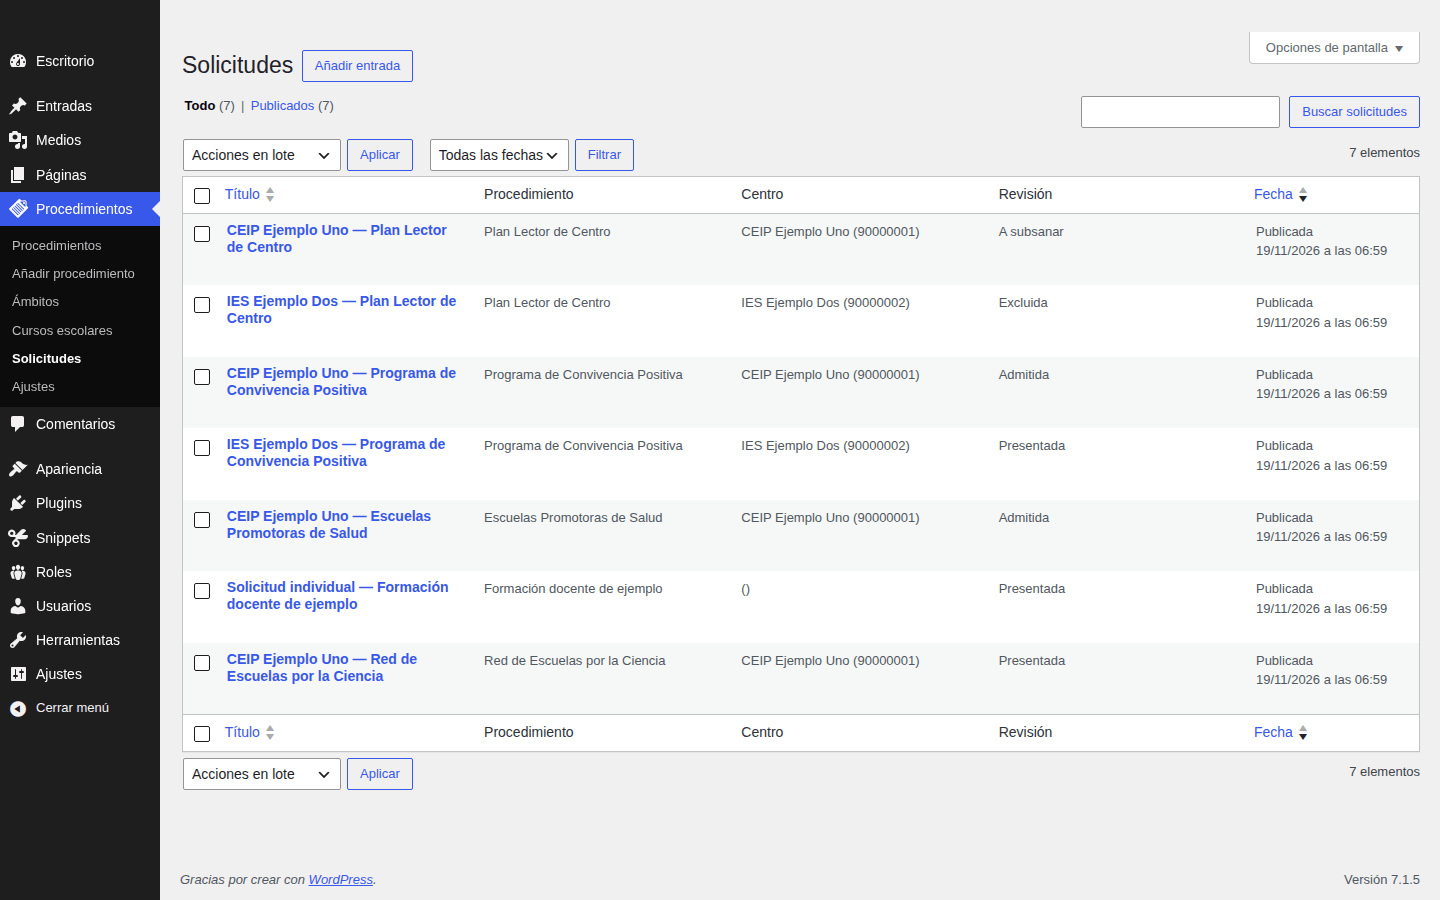 Escritorio
Entradas
Medios
Páginas
Procedimientos
Procedimientos
Añadir procedimiento
Ámbitos
Cursos escolares
Solicitudes
Ajustes
Comentarios
Apariencia
Plugins
Snippets
Roles
Usuarios
Herramientas
Ajustes
Cerrar menú
Opciones de pantalla
Solicitudes Añadir entrada
Todo (7) | Publicados (7)
Buscar solicitudes
Acciones en lote Aplicar Todas las fechas Filtrar 7 elementos
Título Procedimiento Centro Revisión Fecha
CEIP Ejemplo Uno — Plan Lector Plan Lector de Centro CEIP Ejemplo Uno (90000001) A subsanar Publicada
de Centro 19/11/2026 a las 06:59
IES Ejemplo Dos — Plan Lector de Plan Lector de Centro IES Ejemplo Dos (90000002) Excluida Publicada
Centro 19/11/2026 a las 06:59
CEIP Ejemplo Uno — Programa de Programa de Convivencia Positiva CEIP Ejemplo Uno (90000001) Admitida Publicada
Convivencia Positiva 19/11/2026 a las 06:59
IES Ejemplo Dos — Programa de Programa de Convivencia Positiva IES Ejemplo Dos (90000002) Presentada Publicada
Convivencia Positiva 19/11/2026 a las 06:59
CEIP Ejemplo Uno — Escuelas Escuelas Promotoras de Salud CEIP Ejemplo Uno (90000001) Admitida Publicada
Promotoras de Salud 19/11/2026 a las 06:59
Solicitud individual — Formación Formación docente de ejemplo () Presentada Publicada
docente de ejemplo 19/11/2026 a las 06:59
CEIP Ejemplo Uno — Red de Red de Escuelas por la Ciencia CEIP Ejemplo Uno (90000001) Presentada Publicada
Escuelas por la Ciencia 19/11/2026 a las 06:59
Título Procedimiento Centro Revisión Fecha
Acciones en lote Aplicar 7 elementos
Gracias por crear con WordPress. Versión 7.1.5